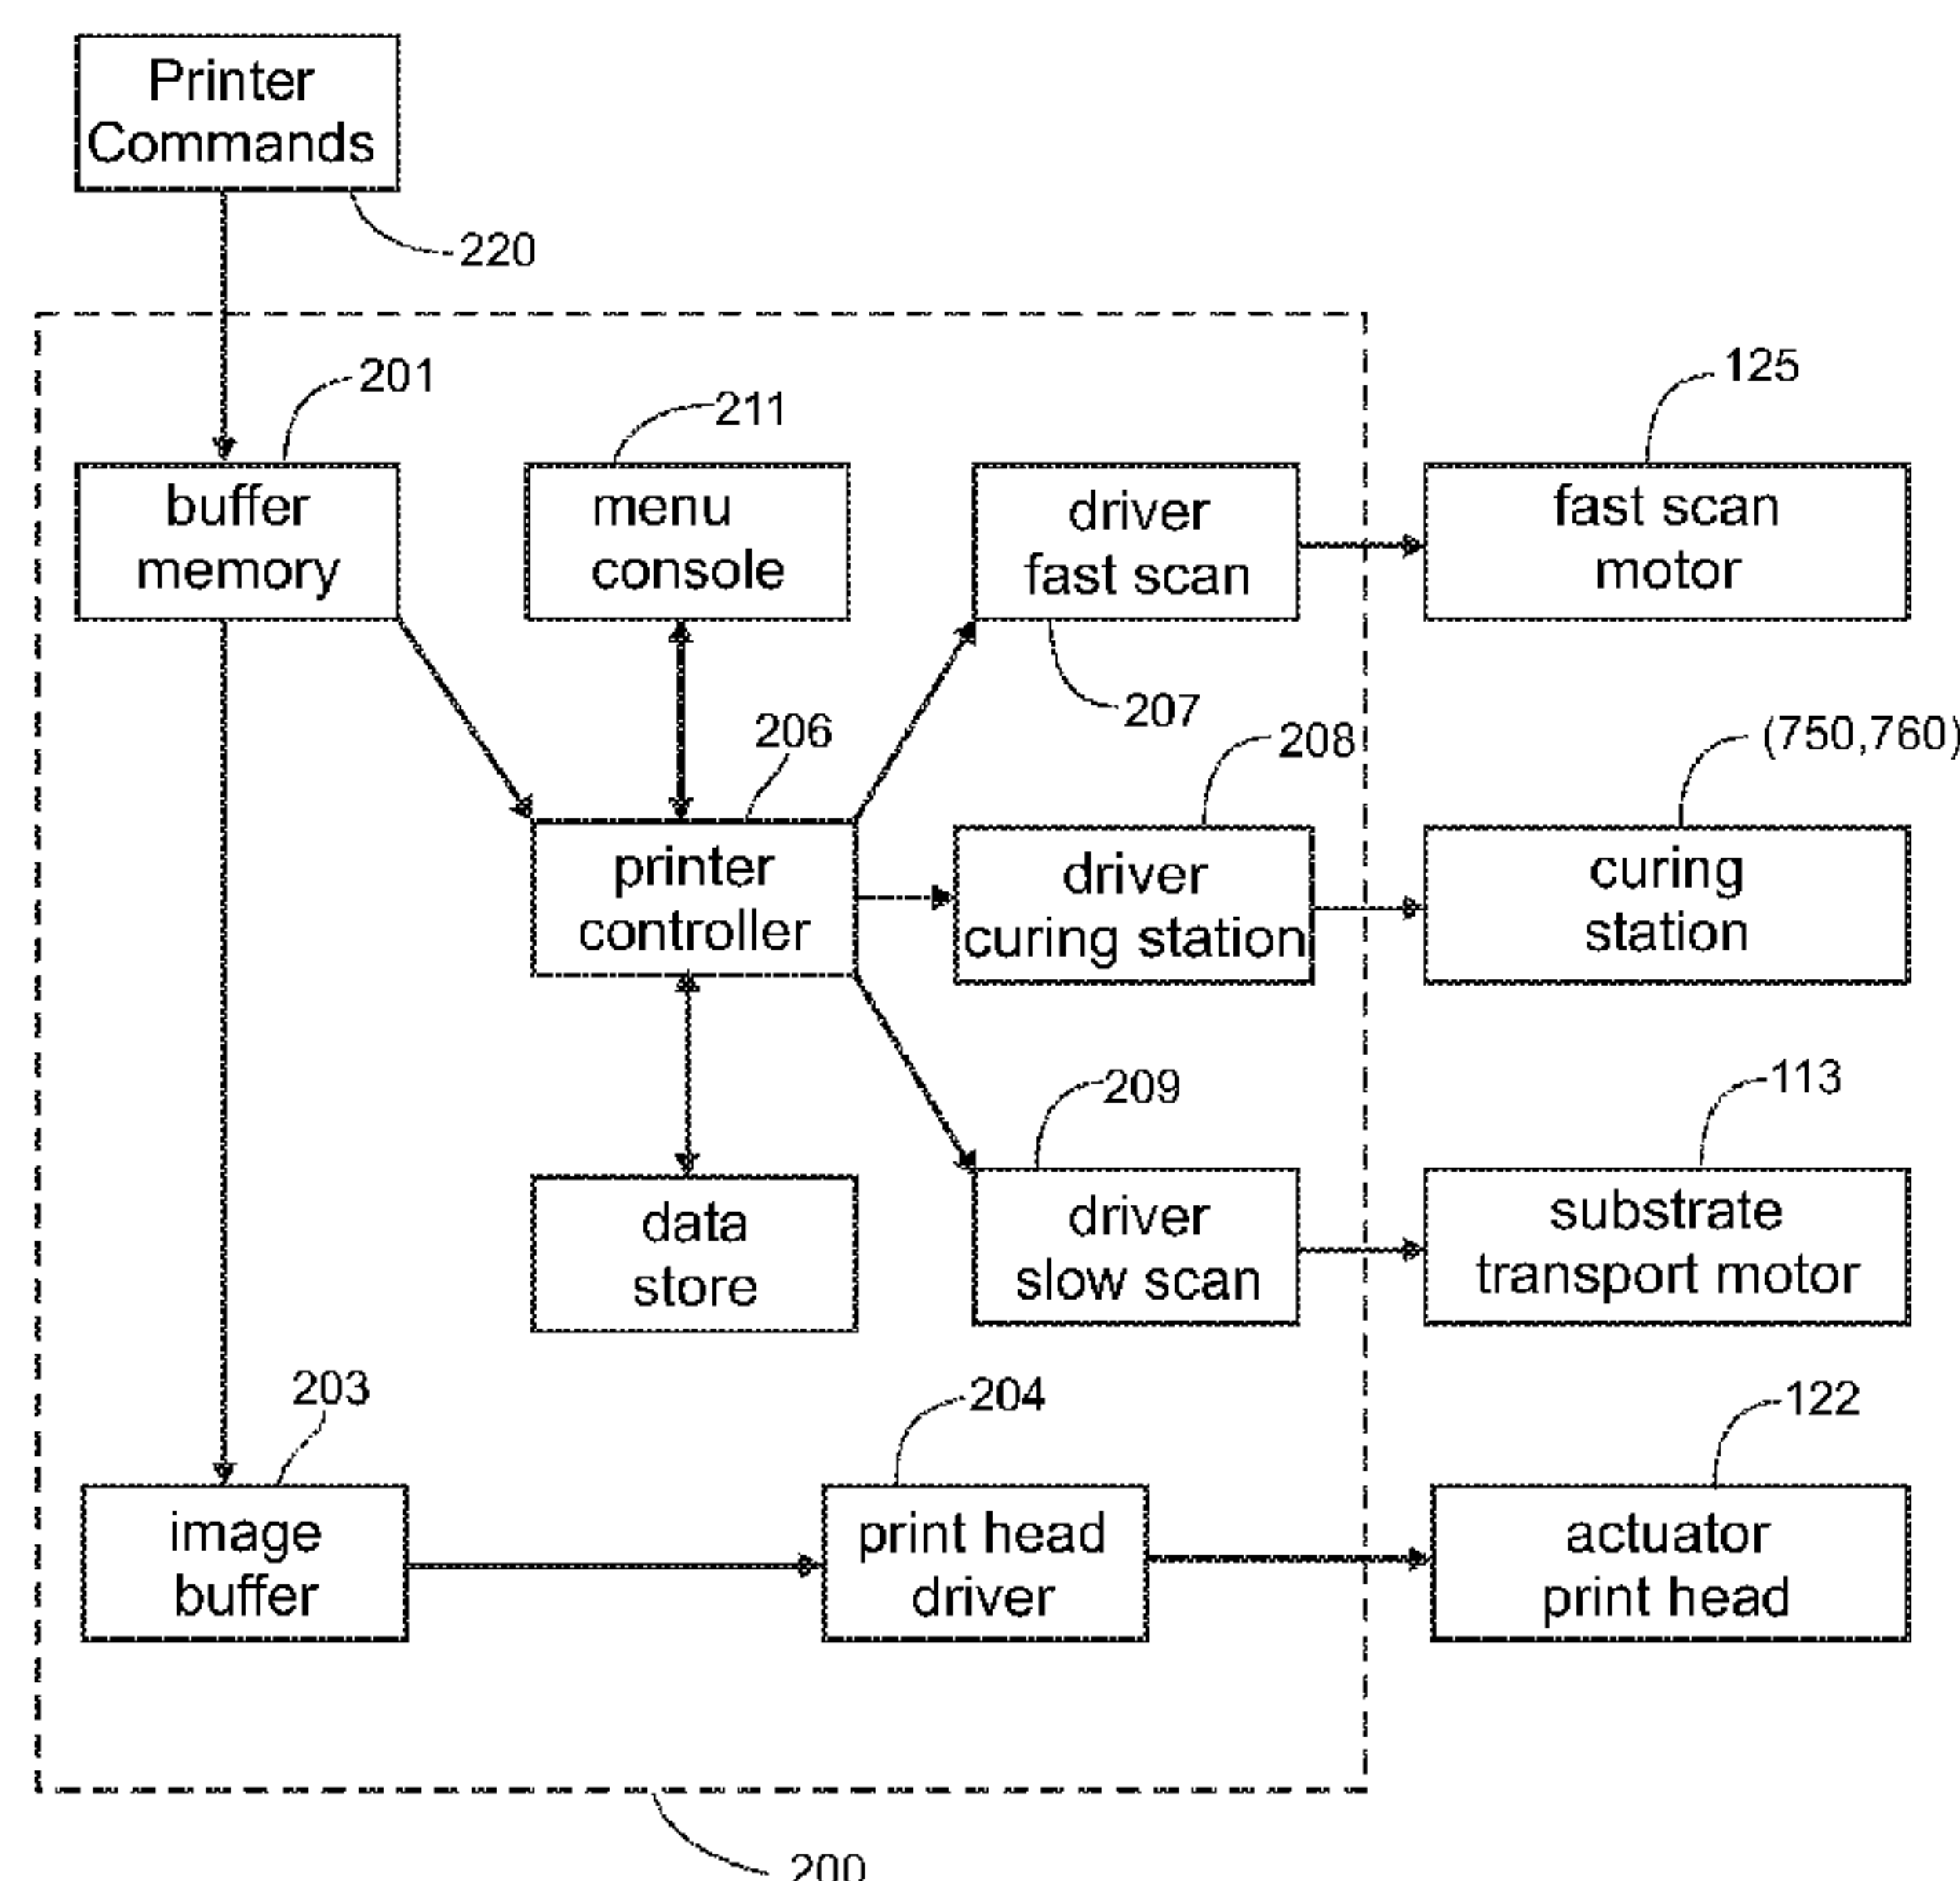 Printer
Commands
220
201
211
125
buffer
memory
menu
console
driver
fast scan
fast scan
motor
207
206
208
(750,760)
printer
controller
driver
curing station
curing
station
209
113
data
store
driver
slow scan
substrate
transport motor
203
204
122
image
buffer
print head
driver
actuator
print head
200